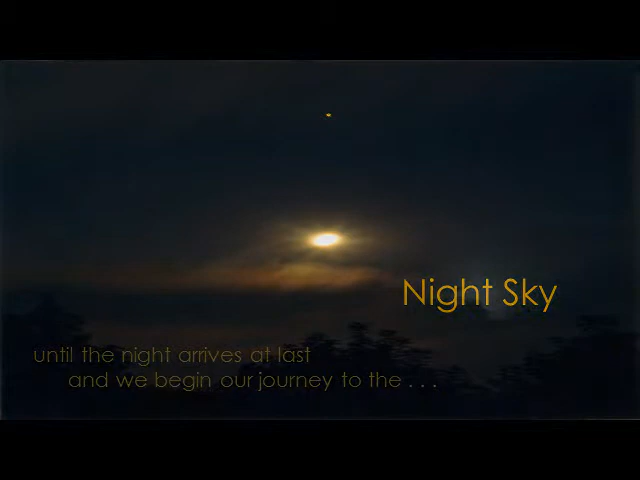 Night Sky
until the night arrives at last
and we begin our journey to the . . .